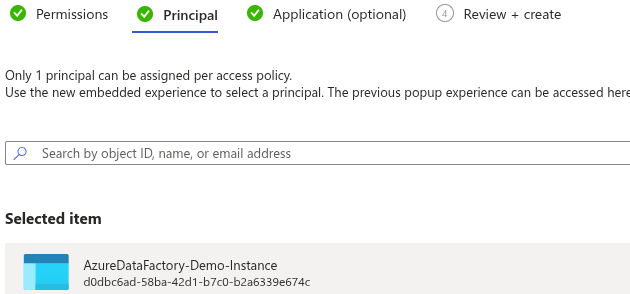 Permissions
Principal
Application (optional)
4
Review + create
Only 1 principal can be assigned per access policy.
Use the new embedded experience to select a principal. The previous popup experience can be accessed here
Search by object ID, name, or email address
Selected item
AzureDataFactory-Demo-Instance
d0dbc6ad-58ba-42d1-b7c0-b2a6339e674c